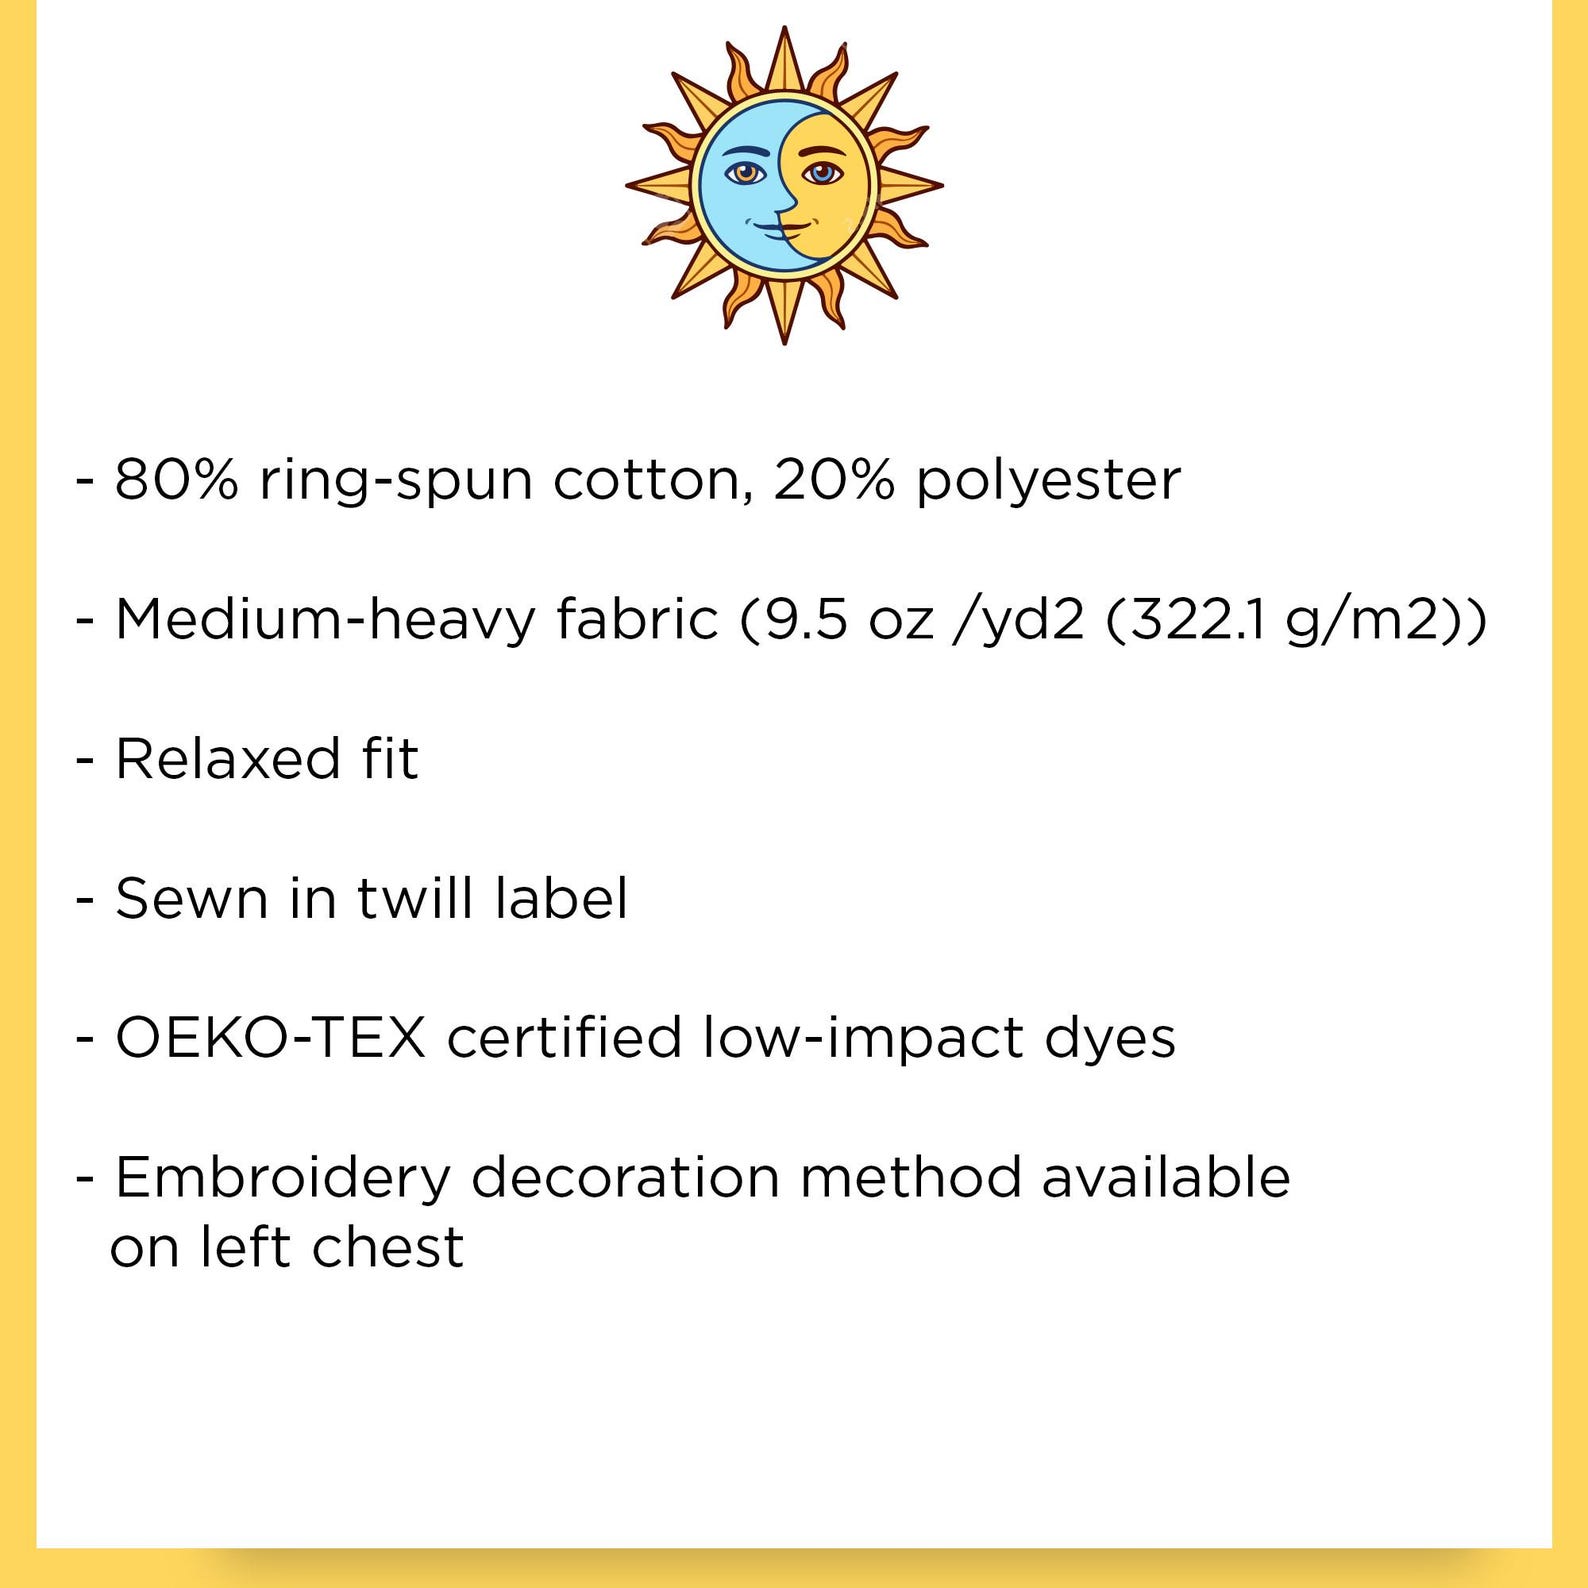 - 80% ring-spun cotton, 20% polyester
- Medium-heavy fabric (9.5 oz /yd2 (322.1 g/m2))
- Relaxed fit
- Sewn in twill label
- OEKO-TEX certified low-impact dyes
- Embroidery decoration method available
on left chest